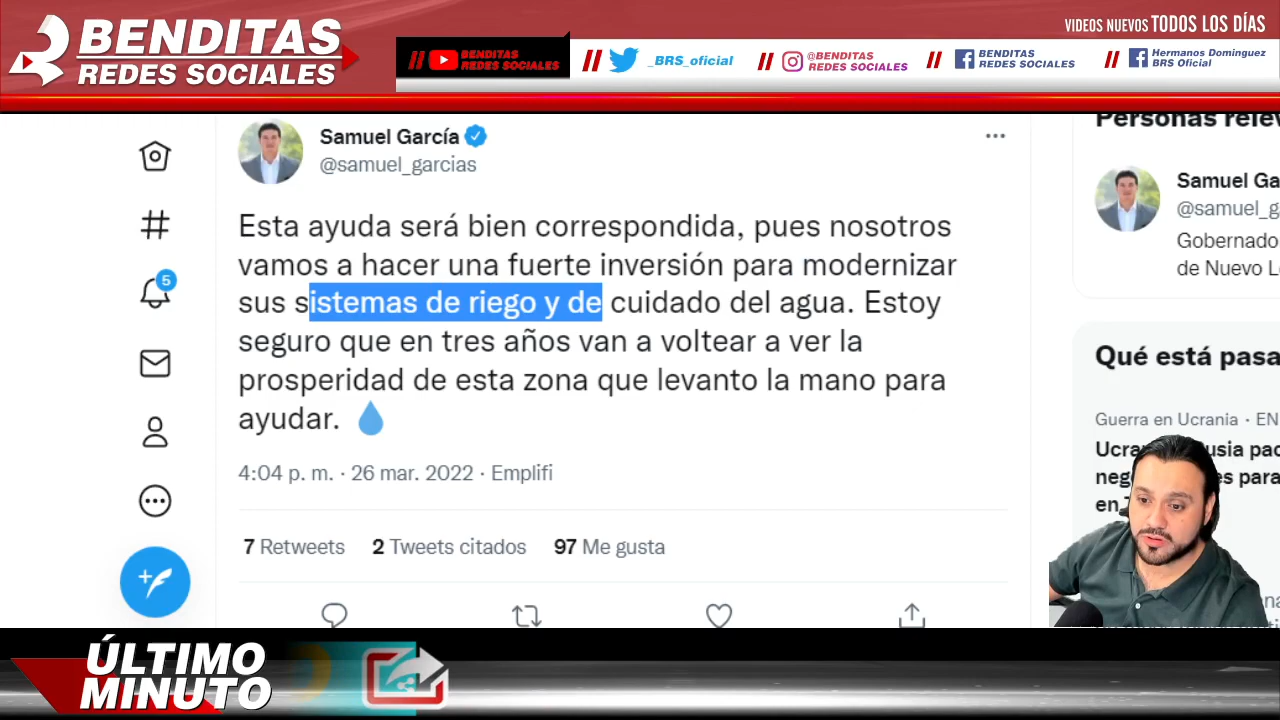 BENDITAS
REDES SOCIALES
VIDEOS NUEVOS TODOS LOS DÍAS
BENDITAS
REDES SOCIALES
_BRS_oficial
@BENDITAS
REDES SOCIALES
BENDITAS
REDES SOCIALES
Hermanos Dominguez
BRS Oficial
Samuel García
@samuel_garcias
Esta ayuda será bien correspondida, pues nosotros
vamos a hacer una fuerte inversión para modernizar
sus sistemas de riego y de cuidado del agua. Estoy
seguro que en tres años van a voltear a ver la
prosperidad de esta zona que levanto la mano para
ayudar.
4:04 p. m. · 26 mar. 2022 · Emplifi
7 Retweets 2 Tweets citados 97 Me gusta
5
Personas relev
Samuel Ga
@samuel_g
Gobernado
de Nuevo L
Qué está pasa
Guerra en Ucrania · EN
ÚLTIMO
MINUTO